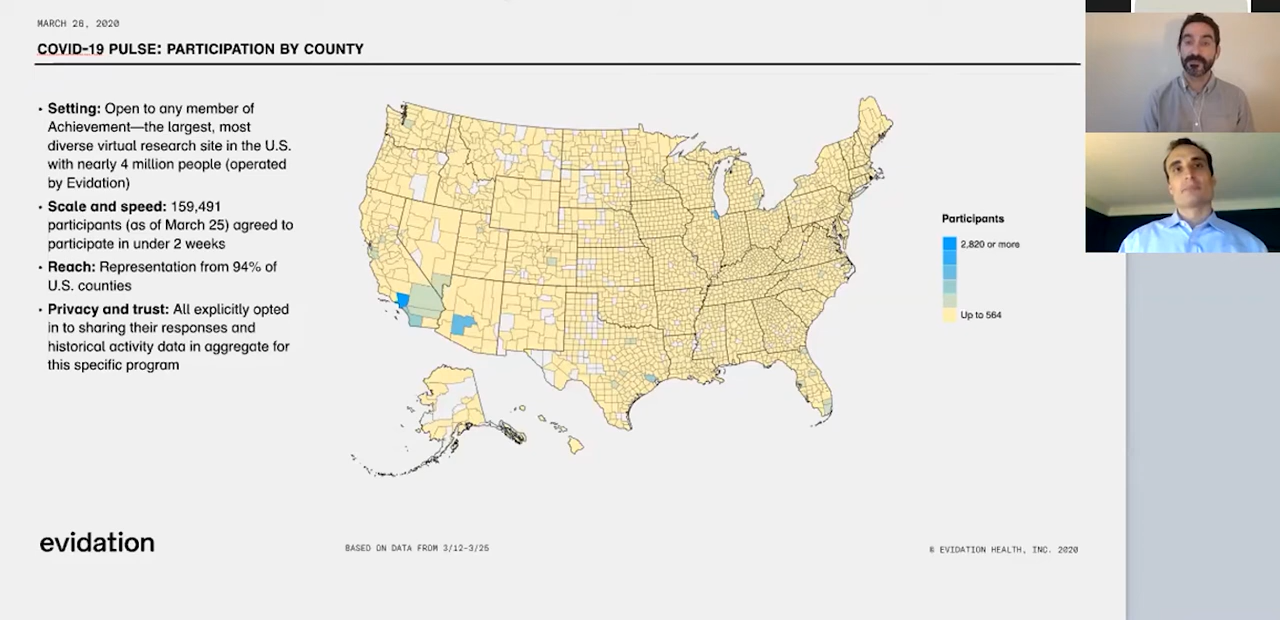 MARCH 26, 2020
COVID-19 PULSE: PARTICIPATION BY COUNTY
• Setting: Open to any member of
Achievement—the largest, most
diverse virtual research site in the U.S.
with nearly 4 million people (operated
by Evidation)
• Scale and speed: 159,491
participants (as of March 25) agreed to
participate in under 2 weeks
• Reach: Representation from 94% of
U.S. counties
• Privacy and trust: All explicitly opted
in to sharing their responses and
historical activity data in aggregate for
this specific program
Participants
2,820 or more
Up to 564
evidation
BASED ON DATA FROM 3/12–3/25
© EVIDATION HEALTH, INC. 2020